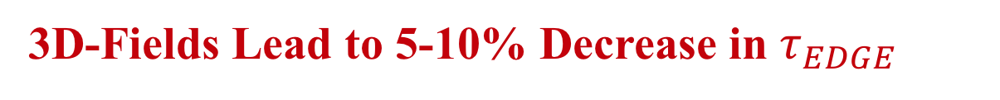 3D-Fields Lead to 5-10% Decrease in τ_EDGE